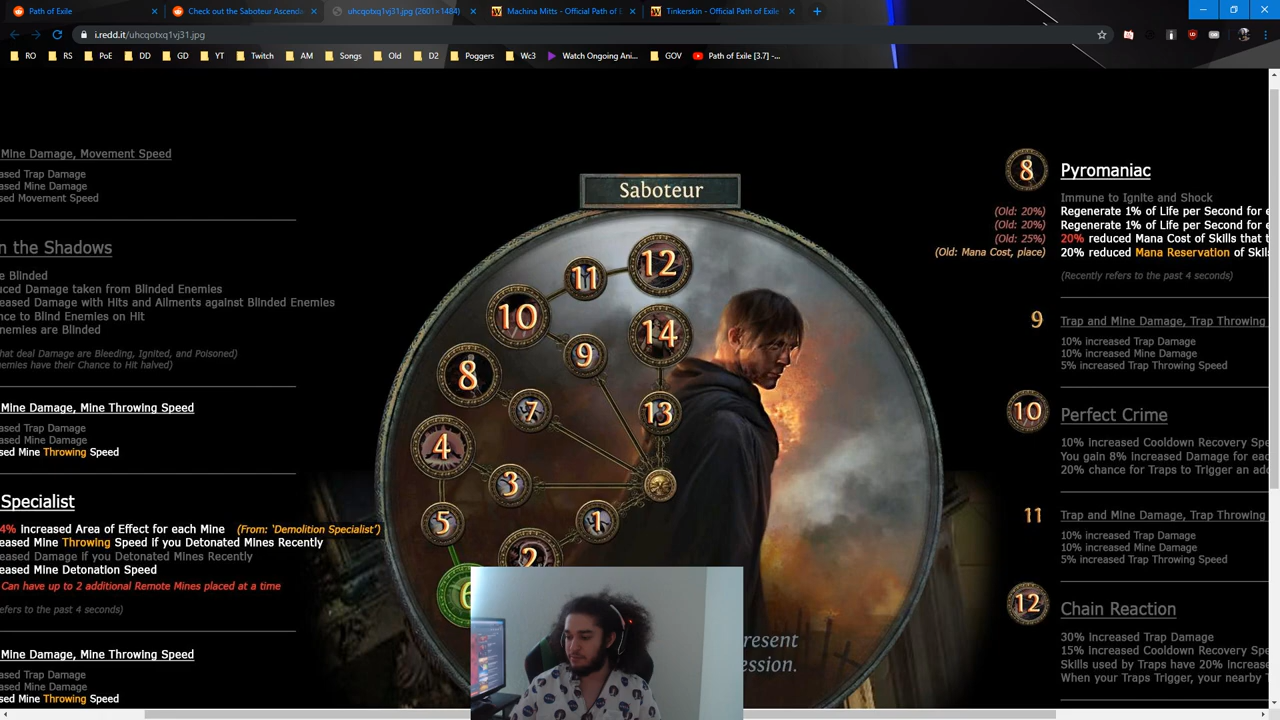 Path of Exile
Check out the Saboteur Ascenda
uhcqotxq1vj31.jpg (2601×1484)
Machina Mitts - Official Path of E
Tinkerskin - Official Path of Exile
i.redd.it/uhcqotxq1vj31.jpg
RO
RS
PoE
DD
GD
YT
Twitch
AM
Songs
Old
D2
Poggers
Wc3
Watch Ongoing Ani...
GOV
Path of Exile [3.7] -...
Mine Damage, Movement Speed
ased Trap Damage
ased Mine Damage
ased Movement Speed
n the Shadows
e Blinded
uced Damage taken from Blinded Enemies
eased Damage with Hits and Ailments against Blinded Enemies
nce to Blind Enemies on Hit
nemies are Blinded
hat deal Damage are Bleeding, Ignited, and Poisoned)
emies have their Chance to Hit halved)
Mine Damage, Mine Throwing Speed
ased Trap Damage
ased Mine Damage
ased Mine Throwing Speed
Specialist
4% Increased Area of Effect for each Mine (From: ‘Demolition Specialist’)
eased Mine Throwing Speed if you Detonated Mines Recently
reased Damage if you Detonated Mines Recently
eased Mine Detonation Speed
Can have up to 2 additional Remote Mines placed at a time
efers to the past 4 seconds)
Mine Damage, Mine Throwing Speed
ased Trap Damage
ased Mine Damage
ased Mine Throwing Speed
Saboteur
12
11
10
14
9
8
7
13
4
3
5
1
2
6
present
ession.
8
Pyromaniac
Immune to Ignite and Shock
(Old: 20%) Regenerate 1% of Life per Second for e
(Old: 20%) Regenerate 1% of Life per Second for e
(Old: 25%) 20% reduced Mana Cost of Skills that t
(Old: Mana Cost, place) 20% reduced Mana Reservation of Skil
(Recently refers to the past 4 seconds)
9
Trap and Mine Damage, Trap Throwing
10% increased Trap Damage
10% increased Mine Damage
5% increased Trap Throwing Speed
10
Perfect Crime
10% Increased Cooldown Recovery Spe
You gain 8% Increased Damage for eac
20% chance for Traps to Trigger an add
11
Trap and Mine Damage, Trap Throwing
10% increased Trap Damage
10% increased Mine Damage
5% increased Trap Throwing Speed
12
Chain Reaction
30% Increased Trap Damage
15% Increased Cooldown Recovery Spe
Skills used by Traps have 20% Increase
When your Traps Trigger, your nearby T